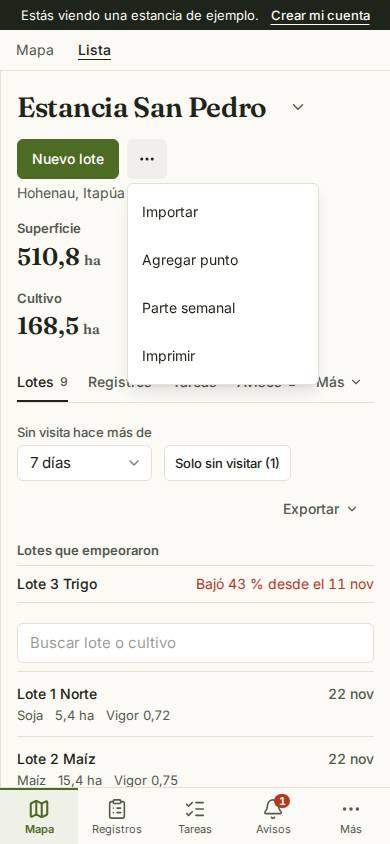 Estás viendo una estancia de ejemplo. Crear mi cuenta
Mapa Lista
Estancia San Pedro
Nuevo lote
Hohenau, Itapúa
Importar
Agregar punto
Parte semanal
Imprimir
Superficie
510,8 ha
Cultivo
168,5 ha
Lotes 9 Registros Tareas Avisos Más
Sin visita hace más de
7 días Solo sin visitar (1)
Exportar
Lotes que empeoraron
Lote 3 Trigo Bajó 43 % desde el 11 nov
Buscar lote o cultivo
Lote 1 Norte 22 nov
Soja 5,4 ha Vigor 0,72
Lote 2 Maíz 22 nov
Maíz 15,4 ha Vigor 0,75
1
Mapa Registros Tareas Avisos Más